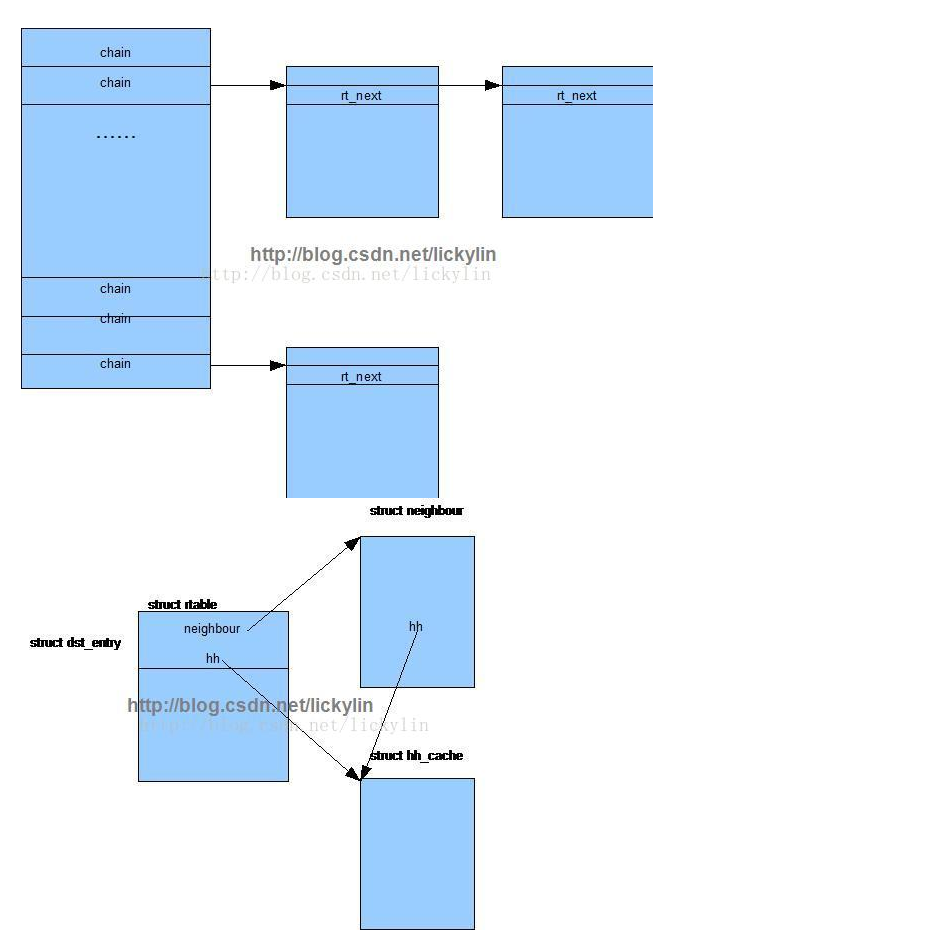 chain
chain
rt_next
rt_next
......
http://blog.csdn.net/lickylin
http://blog.csdn.net/lickylin
chain
chain
chain
rt_next
struct neighbour
struct rtable
neighbour
hh
struct dst_entry
hh
http://blog.csdn.net/lickylin
http://blog.csdn.net/lickylin
struct hh_cache